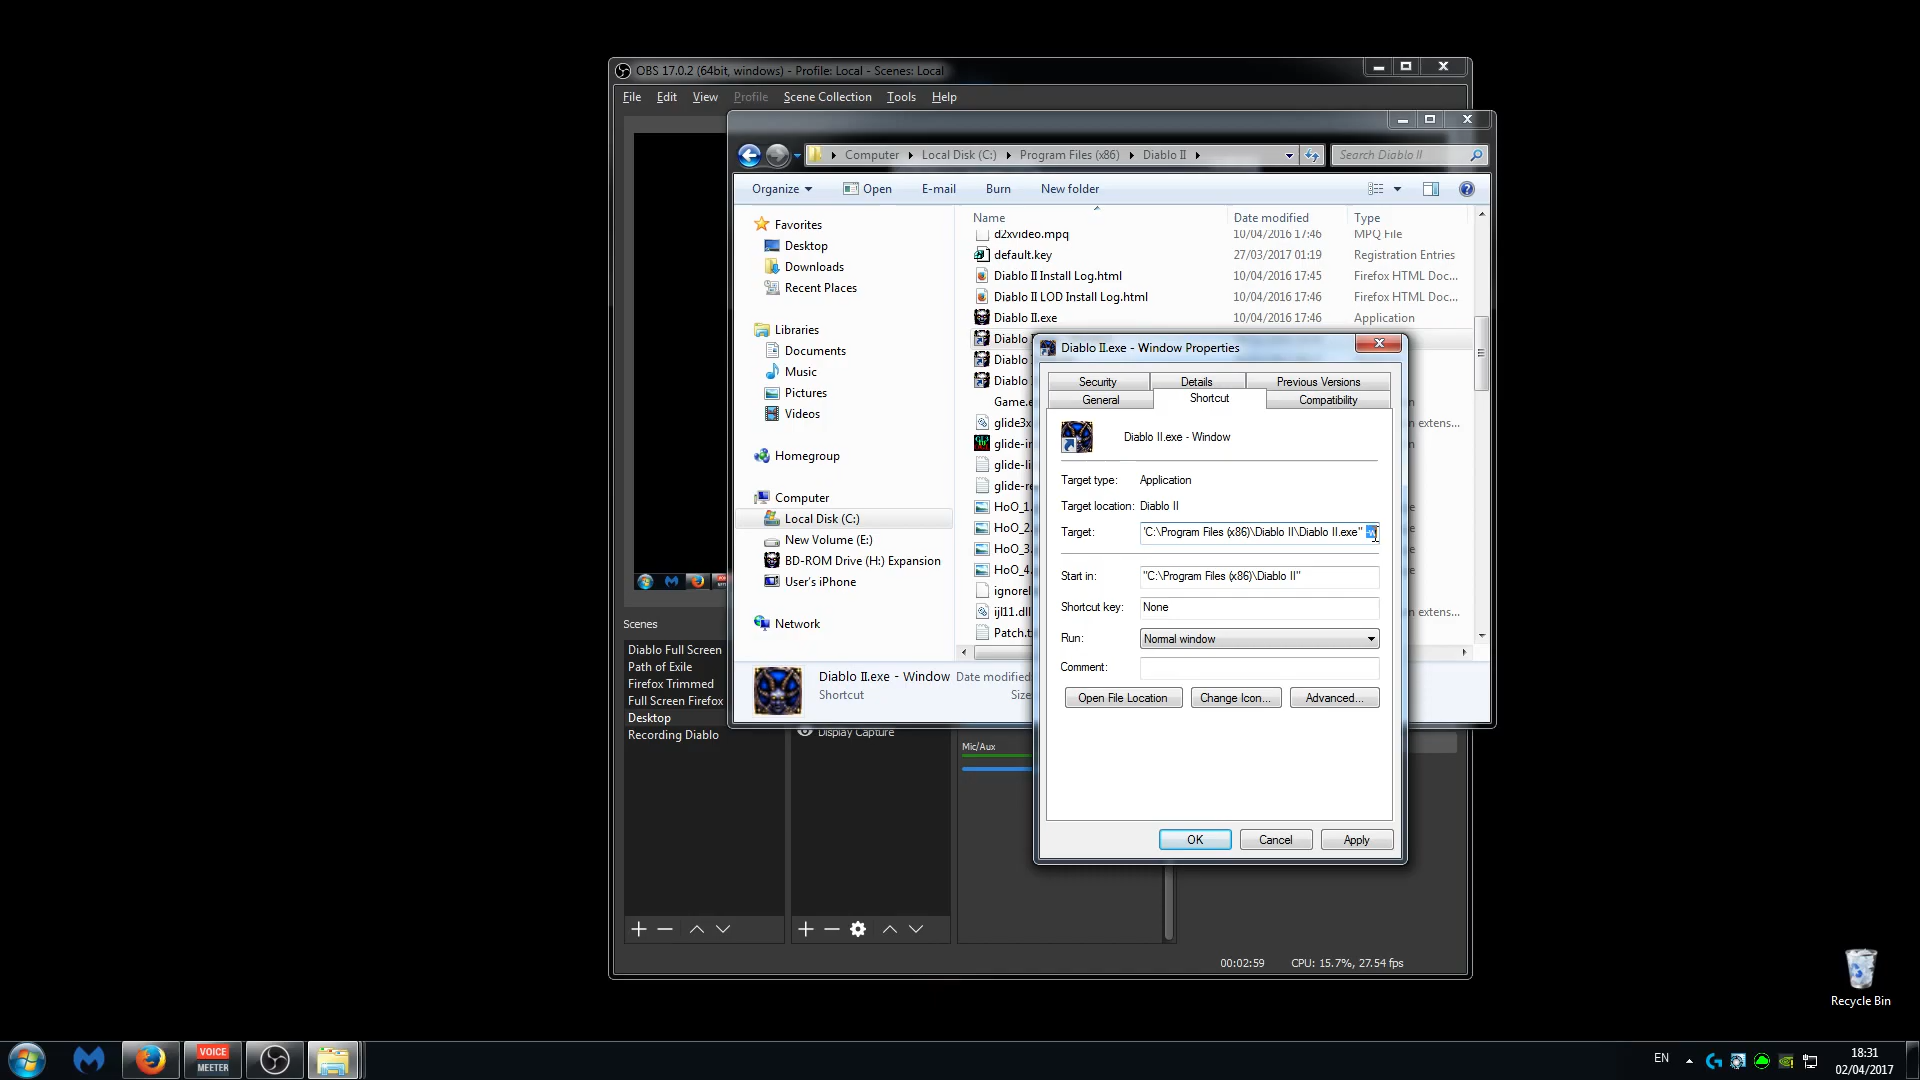 OBS 17.0.2 (64bit, windows) - Profile: Local - Scenes: Local
File Edit View Profile Scene Collection Tools Help
Computer Local Disk (C:) Program Files (x86) Diablo II
Search Diablo II
Organize Open E-mail Burn New folder
Favorites
Desktop
Downloads
Recent Places
Libraries
Documents
Music
Pictures
Videos
Homegroup
Computer
Local Disk (C:)
New Volume (E:)
BD-ROM Drive (H:) Expansion
User's iPhone
Network
Name Date modified Type
d2xvideo.mpq 10/04/2016 17:46 MPQ File
default.key 27/03/2017 01:19 Registration Entries
Diablo II Install Log.html 10/04/2016 17:45 Firefox HTML Doc...
Diablo II LOD Install Log.html 10/04/2016 17:46 Firefox HTML Doc...
Diablo II.exe 10/04/2016 17:46 Application
Diablo
Diablo
Diablo
Game.e
glide3x
glide-in
glide-li
glide-re
HoO_1.
HoO_2.
HoO_3.
HoO_4.
ignorel
ijl11.dll
Patch.t
n extens...
n extens...
Diablo II.exe - Window Date modified
Shortcut Size
Diablo II.exe - Window Properties
Security Details Previous Versions
General Shortcut Compatibility
Diablo II.exe - Window
Target type: Application
Target location: Diablo II
Target: "C:\Program Files (x86)\Diablo II\Diablo II.exe"
Start in: "C:\Program Files (x86)\Diablo II"
Shortcut key: None
Run: Normal window
Comment:
Open File Location Change Icon... Advanced...
OK Cancel Apply
Scenes
Diablo Full Screen
Path of Exile
Firefox Trimmed
Full Screen Firefox
Desktop
Recording Diablo
Display Capture
Mic/Aux
00:02:59 CPU: 15.7%, 27.54 fps
Recycle Bin
VOICE
MEETER
EN
18:31
02/04/2017